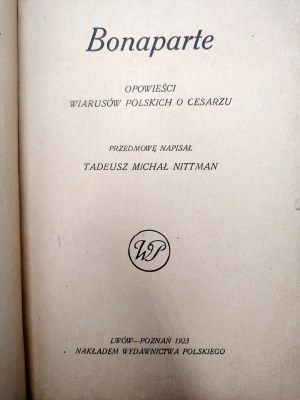 Bonaparte
OPOWIEŚCI
WIARUSÓW POLSKICH O CESARZU
PRZEDMOWĘ NAPISAŁ
TADEUSZ MICHAŁ NITTMAN
WP
LWÓW—POZNAŃ 1923
NAKŁADEM WYDAWNICTWA POLSKIEGO